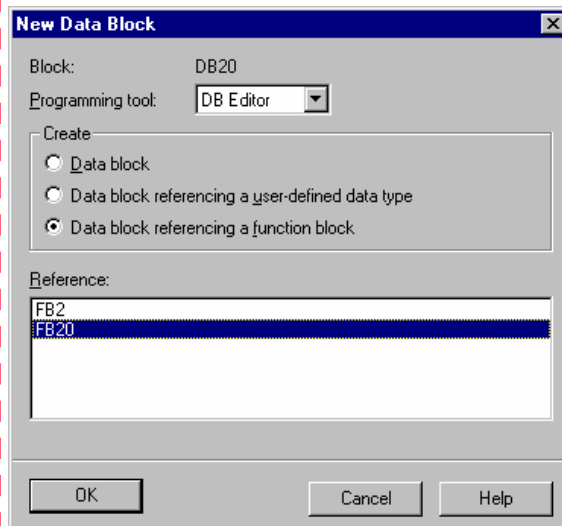 New Data Block
Block: DB20
Programming tool: DB Editor
Create
Data block
Data block referencing a user-defined data type
Data block referencing a function block
Reference:
FB2
FB20
OK Cancel Help